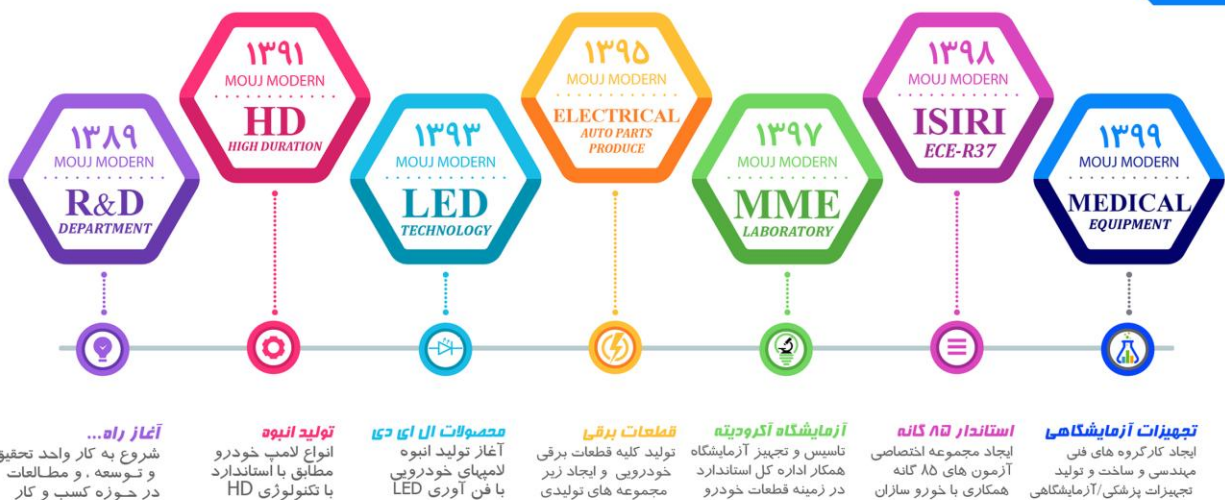 ۱۳۸۹
MOUJ MODERN
R&D
DEPARTMENT
۱۳۹۱
MOUJ MODERN
HD
HIGH DURATION
۱۳۹۳
MOUJ MODERN
LED
TECHNOLOGY
۱۳۹۵
MOUJ MODERN
ELECTRICAL
AUTO PARTS
PRODUCE
۱۳۹۷
MOUJ MODERN
MME
LABORATORY
۱۳۹۸
MOUJ MODERN
ISIRI
ECE-R37
۱۳۹۹
MOUJ MODERN
MEDICAL
EQUIPMENT
آغاز راه...
شروع به کار واحد تحقیق
و توسعه ، و مطالعات
در حوزه کسب و کار
تولید انبوه
انواع لامپ خودرو
مطابق با استاندارد
با تکنولوژی HD
محصولات ال ای دی
آغاز تولید انبوه
لامپهای خودرویی
با فن آوری LED
قطعات برقی
تولید کلیه قطعات برقی
خودرویی و ایجاد زیر
مجموعه های تولیدی
آزمایشگاه آکرودیته
تاسیس و تجهیز آزمایشگاه
همکار اداره کل استاندارد
در زمینه قطعات خودرو
استاندار ۸۵ گانه
ایجاد مجموعه اختصاصی
آزمون های ۸۵ گانه
همکاری با خورو سازان
تجهیزات آزمایشگاهی
ایجاد کارگروه های فنی
مهندسی و ساخت و تولید
تجهیزات پزشکی/آزمایشگاهی